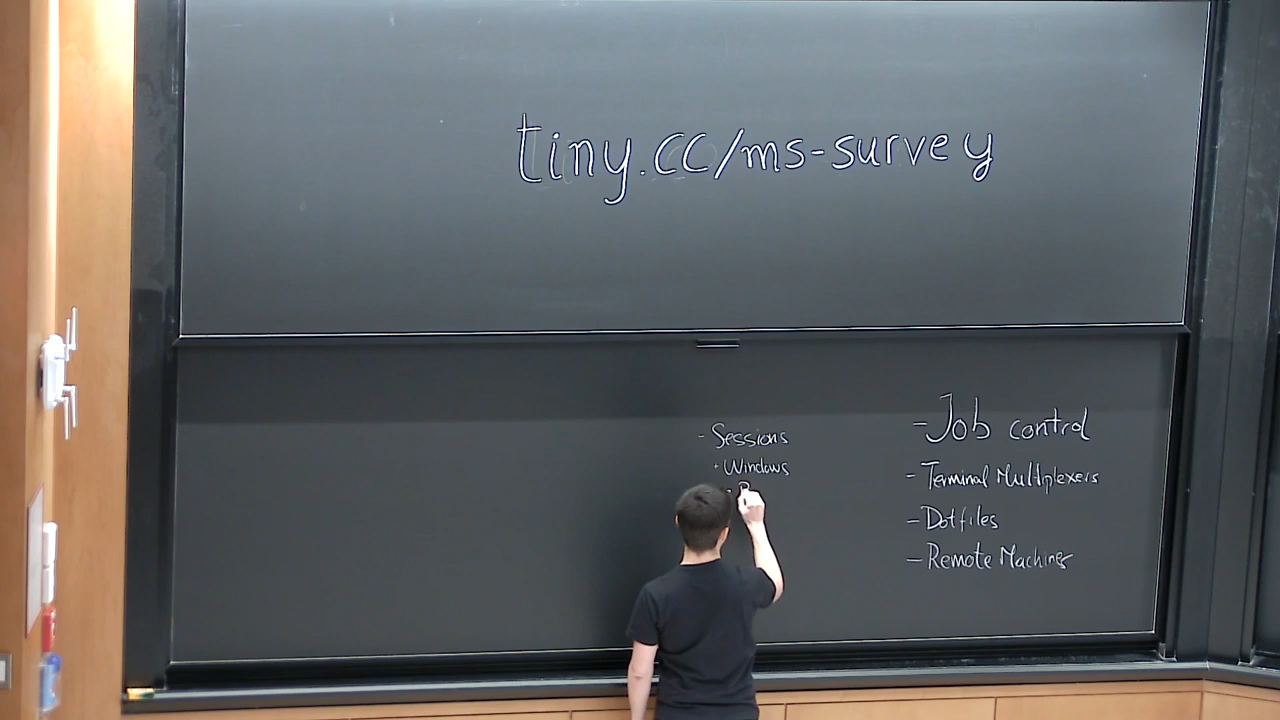 tiny.cc/ms-survey
- Sessions
· Windows
- Job control
- Terminal Multiplexers
- Dotfiles
- Remote Machines